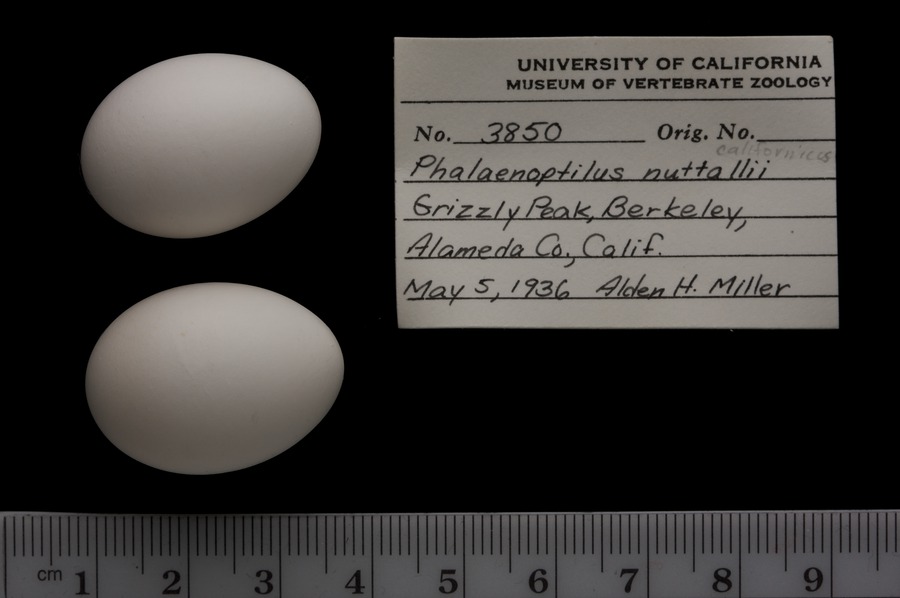 UNIVERSITY OF CALIFORNIA
MUSEUM OF VERTEBRATE ZOOLOGY
No. 3850 Orig. No.
californicus
Phalaenoptilus nuttallii
Grizzly Peak, Berkeley,
Alameda Co., Calif.
May 5, 1936 Alden H. Miller
cm 1 2 3 4 5 6 7 8 9